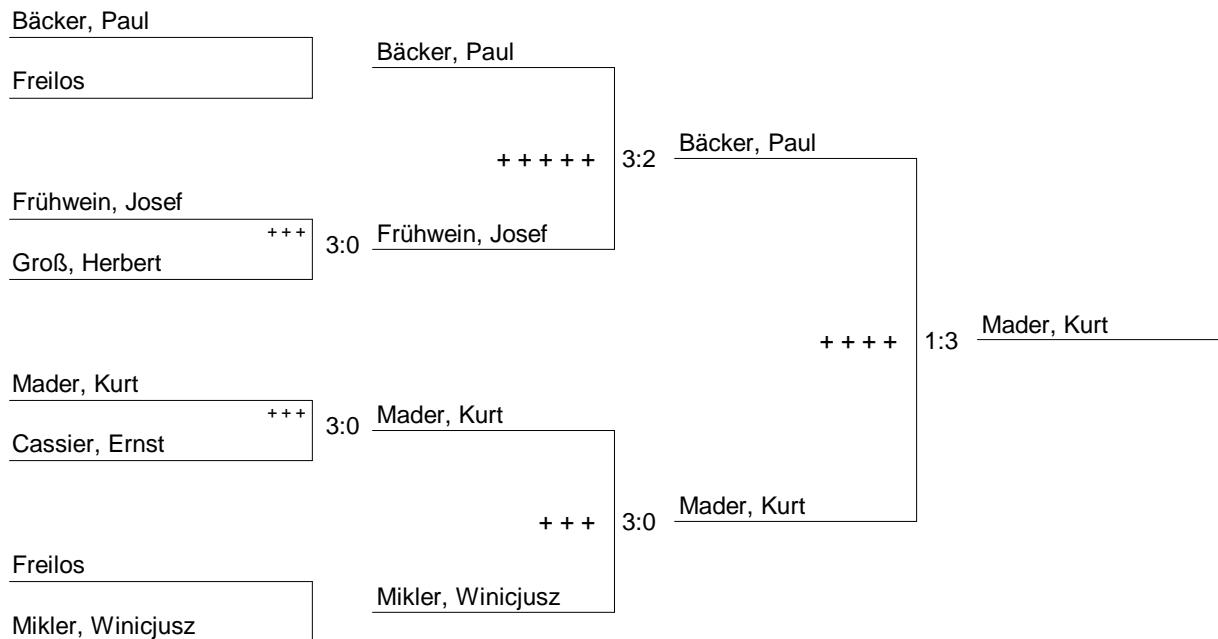 Bäcker, Paul
Bäcker, Paul
Freilos
+ + + + + 3:2 Bäcker, Paul
Frühwein, Josef
+ + + 3:0 Frühwein, Josef
Groß, Herbert
+ + + + 1:3 Mader, Kurt
Mader, Kurt
+ + + 3:0 Mader, Kurt
Cassier, Ernst
+ + + 3:0 Mader, Kurt
Freilos
Mikler, Winicjusz
Mikler, Winicjusz